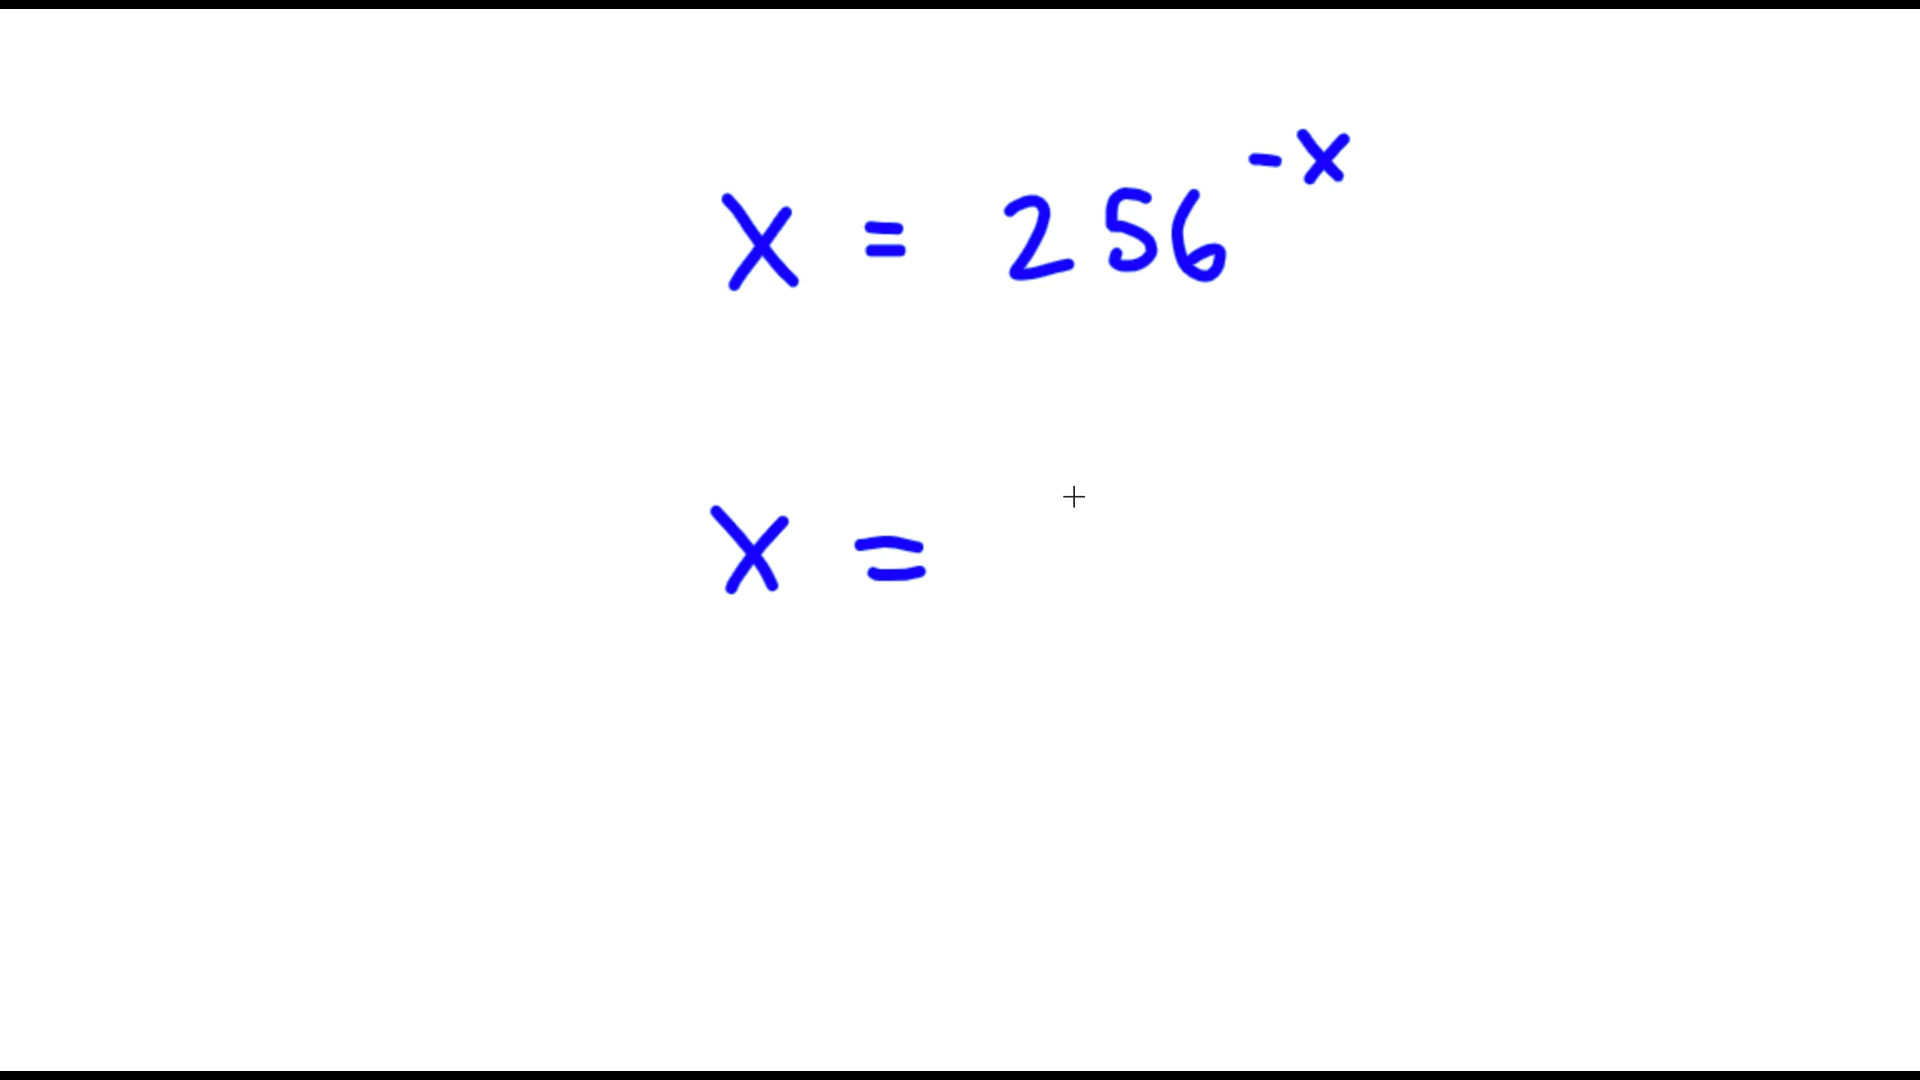 x = 256^-x
x =